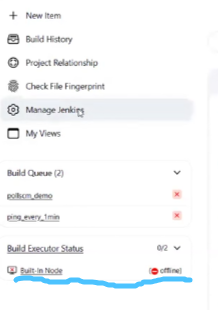 New Item
Build History
Project Relationship
Check File Fingerprint
Manage Jenkins
My Views
Build Queue (2)
pollscm_demo
ping_every_1min
Build Executor Status 0/2
Built-In Node (offline)